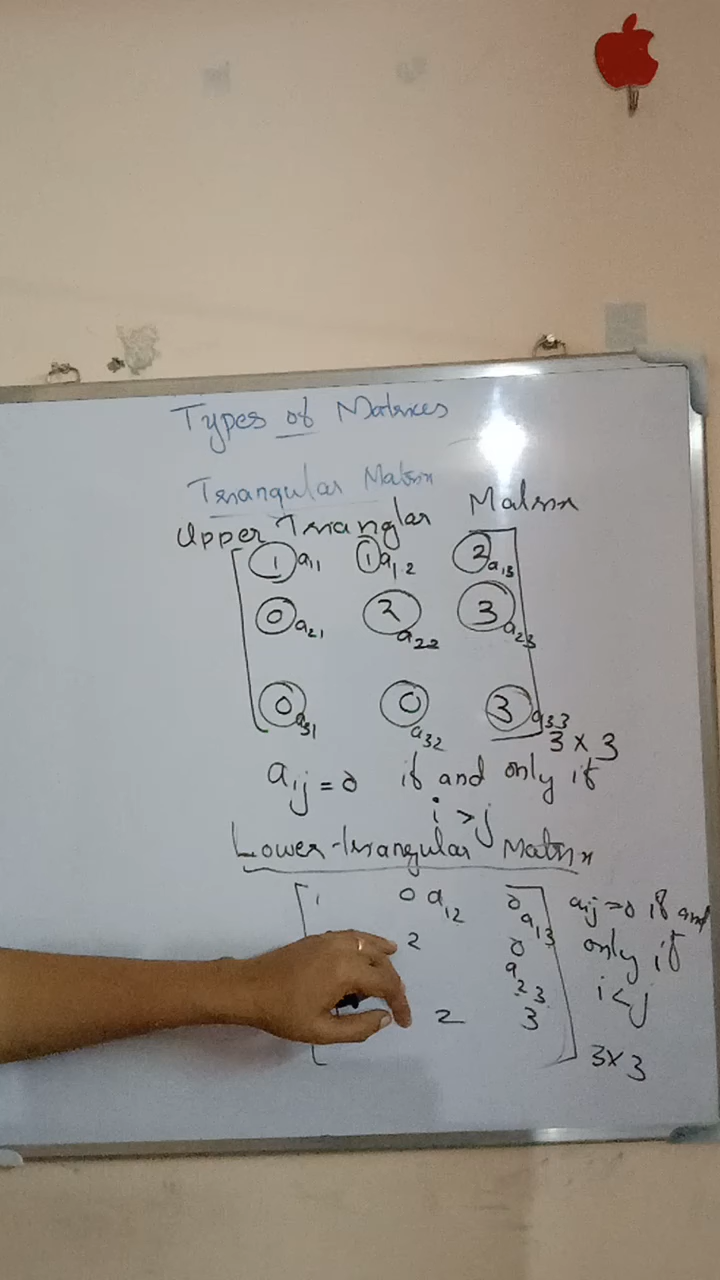 Types of Matrices
Triangular Matrix
Upper Triangular Matrix
1 a11 1 a12 2 a13
0 a21 2 a22 3 a23
0 a31 0 a32 3 a33
3 × 3
aij = 0 if and only if
i > j
Lower-triangular Matrix
1 0 a12 0 a13
2 0 a23
2 3
3×3
aij = 0 if and
only if
i < j